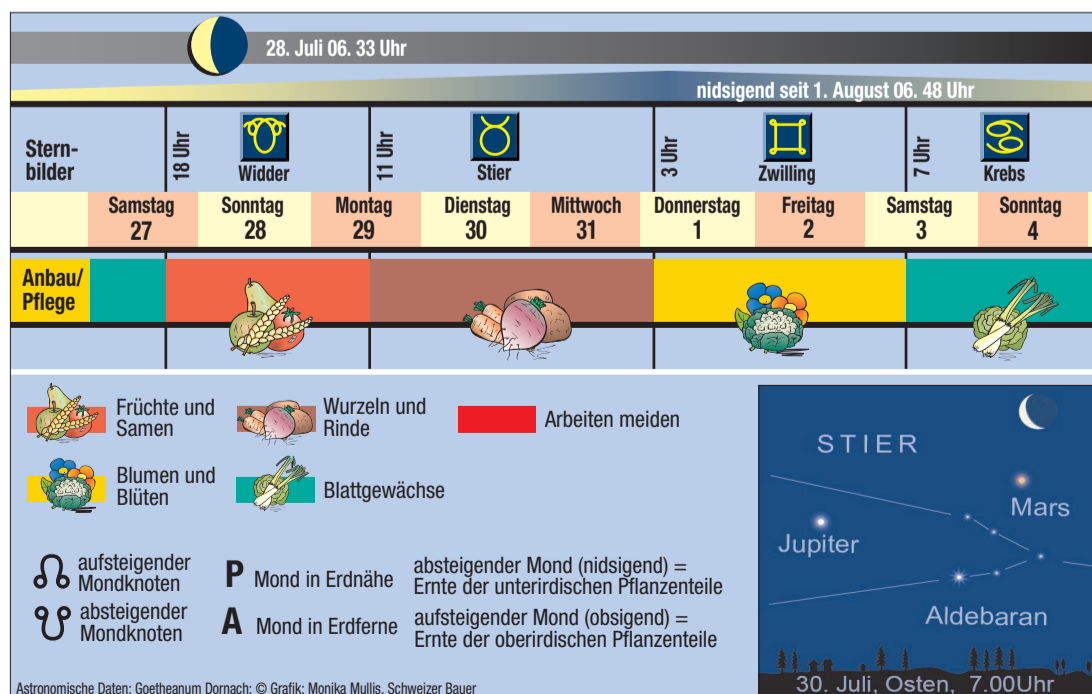 28. Juli 06. 33 Uhr
nidsigend seit 1. August 06. 48 Uhr
Stern-
bilder
18 Uhr
Widder
11 Uhr
Stier
3 Uhr
Zwilling
7 Uhr
Krebs
Samstag
27
Sonntag
28
Montag
29
Dienstag
30
Mittwoch
31
Donnerstag
1
Freitag
2
Samstag
3
Sonntag
4
Anbau/
Pflege
Früchte und
Samen
Wurzeln und
Rinde
Arbeiten meiden
Blumen und
Blüten
Blattgewächse
aufsteigender
Mondknoten
absteigender
Mondknoten
P Mond in Erdnähe
A Mond in Erdferne
absteigender Mond (nidsigend) =
Ernte der unterirdischen Pflanzenteile
aufsteigender Mond (obsigend) =
Ernte der oberirdischen Pflanzenteile
STIER
Mars
Jupiter
Aldebaran
30. Juli, Osten, 7.00Uhr
Astronomische Daten: Goetheanum Dornach; © Grafik: Monika Mullis, Schweizer Bauer